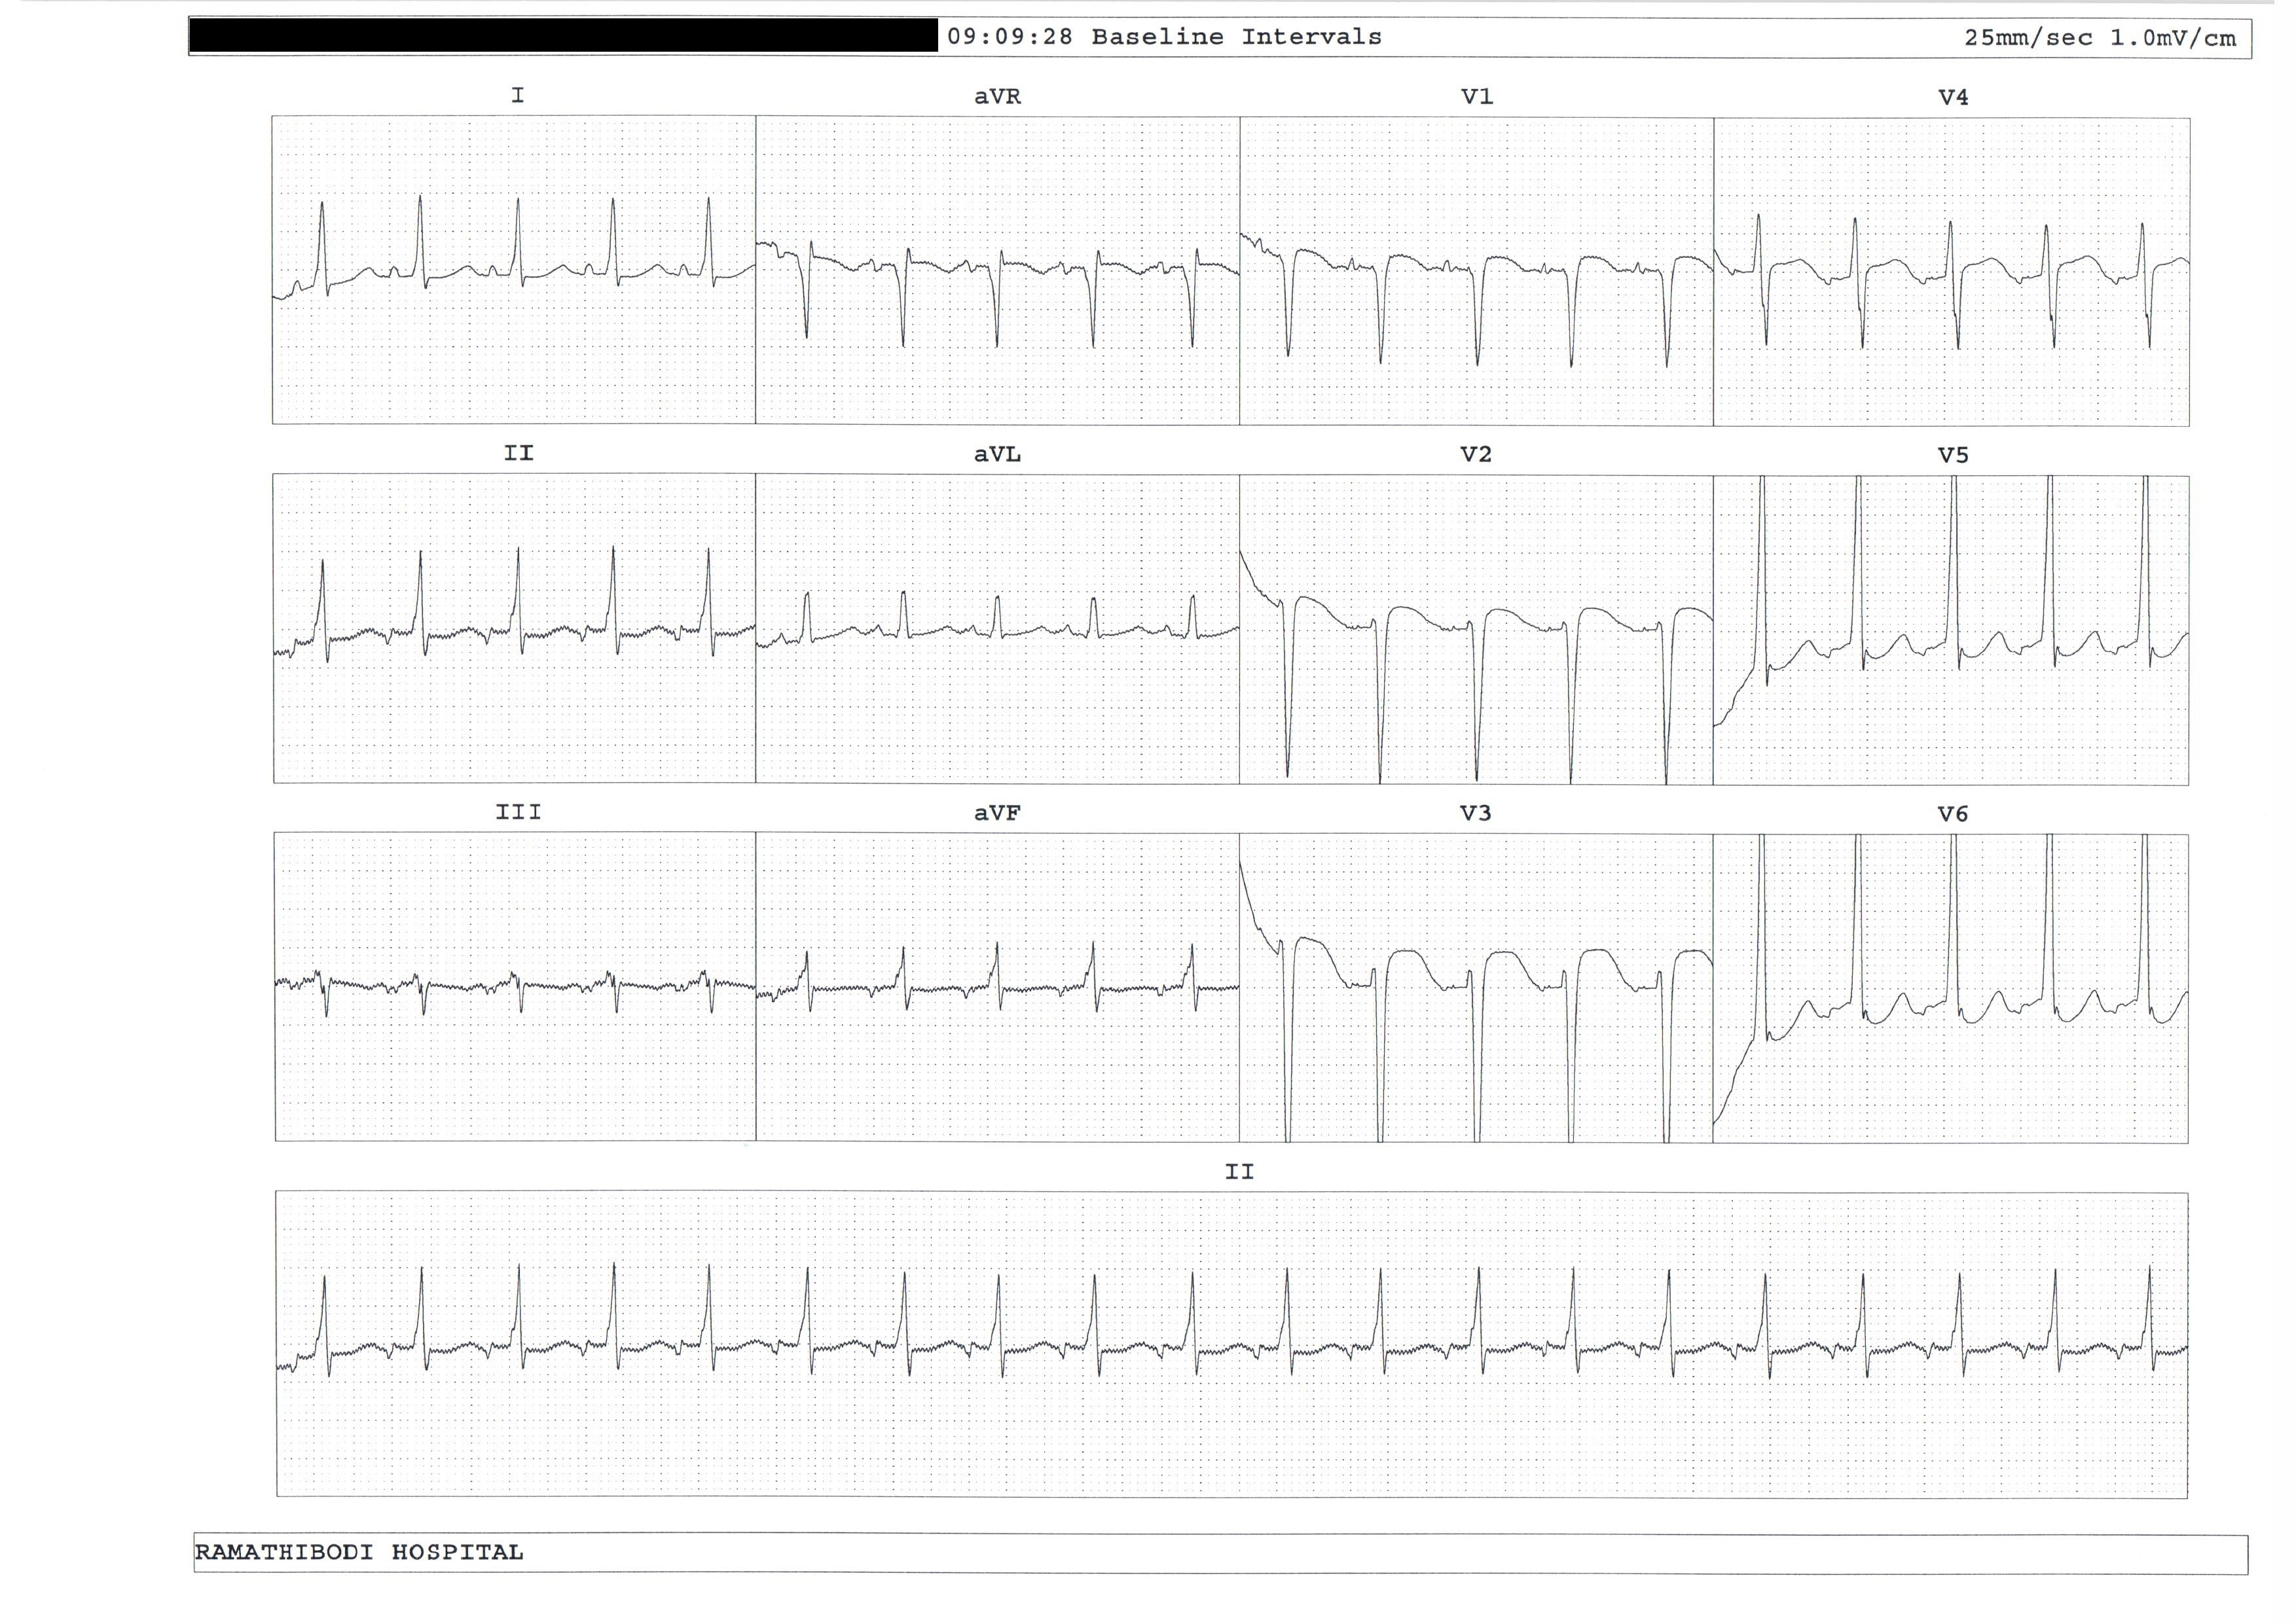 09:09:28 Baseline Intervals 25mm/sec 1.0mV/cm
I aVR V1 V4
II aVL V2 V5
III aVF V3 V6
II
RAMATHIBODI HOSPITAL